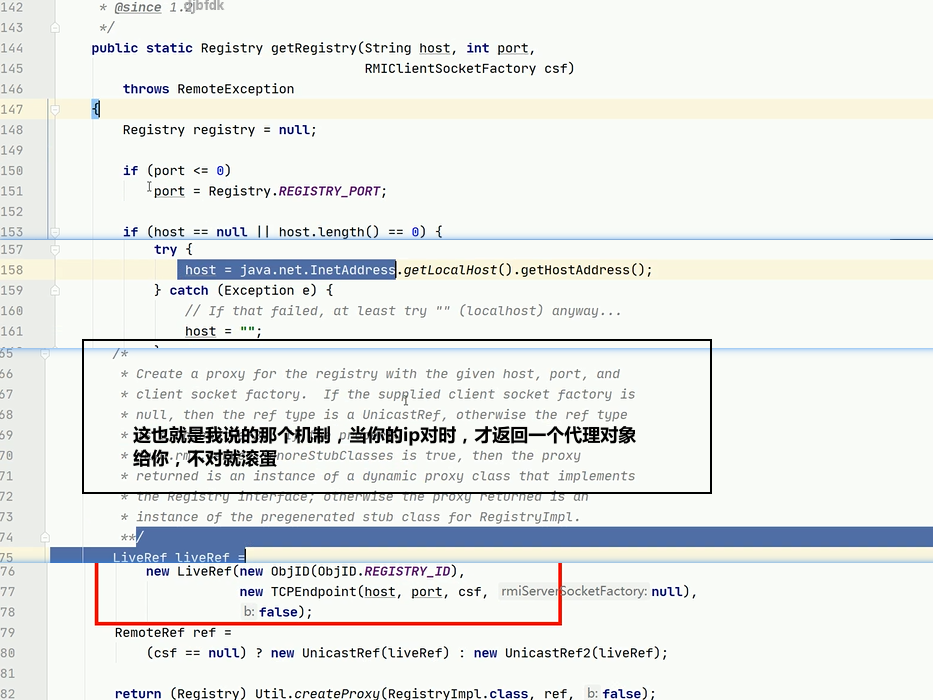 142 * @since 1.2
djbfdk
143 */
144 public static Registry getRegistry(String host, int port,
145 RMIClientSocketFactory csf)
146 throws RemoteException
147 {
148 Registry registry = null;
149
150 if (port <= 0)
151 port = Registry.REGISTRY_PORT;
152
153 if (host == null || host.length() == 0) {
157 try {
158 host = java.net.InetAddress.getLocalHost().getHostAddress();
159 } catch (Exception e) {
160 // If that failed, at least try "" (localhost) anyway...
161 host = "";
65 /*
66 * Create a proxy for the registry with the given host, port, and
67 * client socket factory. If the supplied client socket factory is
68 * null, then the ref type is a UnicastRef, otherwise the ref type
69 *
这也就是我说的那个机制，当你的ip对时，才返回一个代理对象
70 * noreStubClasses is true, then the proxy
给你，不对就滚蛋
71 * returned is an instance of a dynamic proxy class that implements
72 * the Registry interface; otherwise the proxy returned is an
73 * instance of the pregenerated stub class for RegistryImpl.
74 **/
75 LiveRef liveRef =
76 new LiveRef(new ObjID(ObjID.REGISTRY_ID),
77 new TCPEndpoint(host, port, csf, rmiServerSocketFactory: null),
78 b: false);
79 RemoteRef ref =
80 (csf == null) ? new UnicastRef(liveRef) : new UnicastRef2(liveRef);
81
82 return (Registry) Util.createProxy(RegistryImpl.class, ref, b: false);